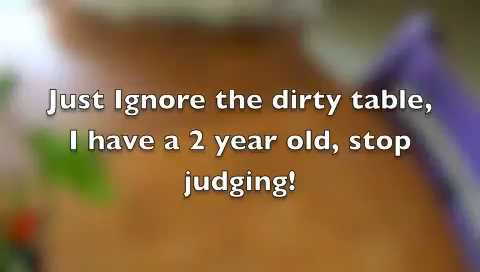 Just Ignore the dirty table,
I have a 2 year old, stop
judging!